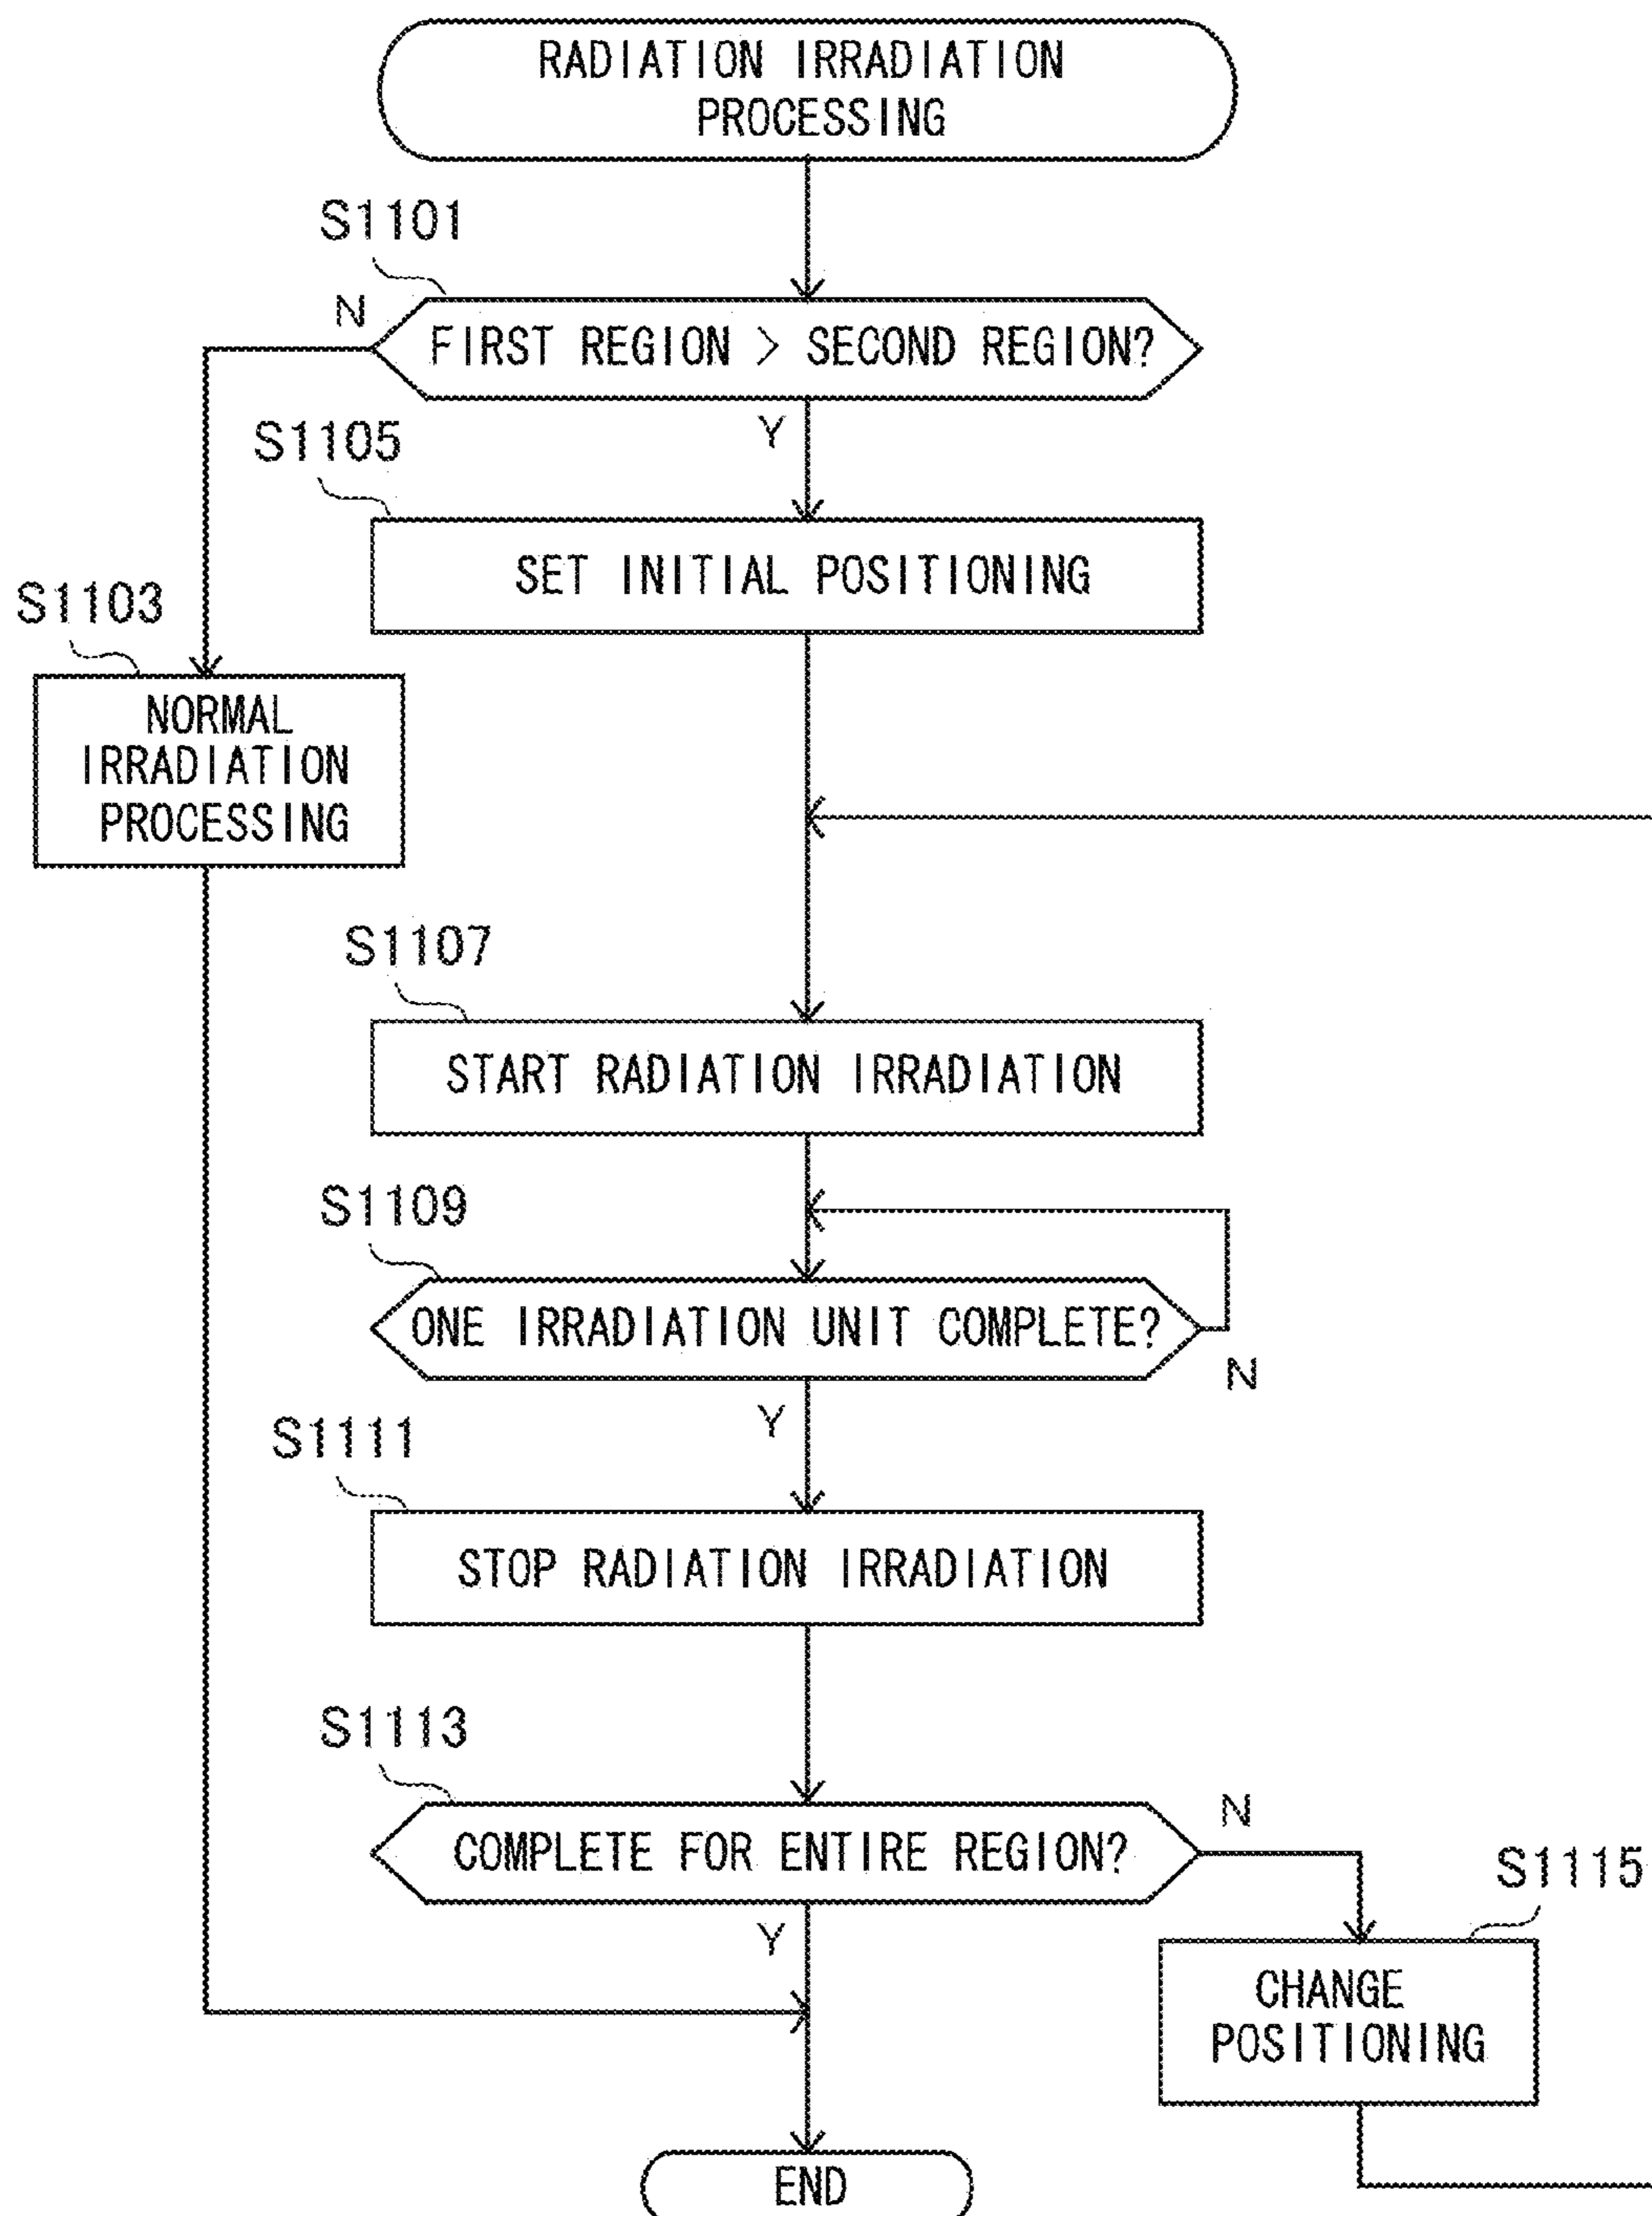 RADIATION IRRADIATION
PROCESSING
S1101
N
FIRST REGION > SECOND REGION?
Y
S1105
SET INITIAL POSITIONING
S1103
NORMAL
IRRADIATION
PROCESSING
S1107
START RADIATION IRRADIATION
S1109
ONE IRRADIATION UNIT COMPLETE?
N
Y
S1111
STOP RADIATION IRRADIATION
S1113
N
COMPLETE FOR ENTIRE REGION?
S1115
Y
CHANGE
POSITIONING
END